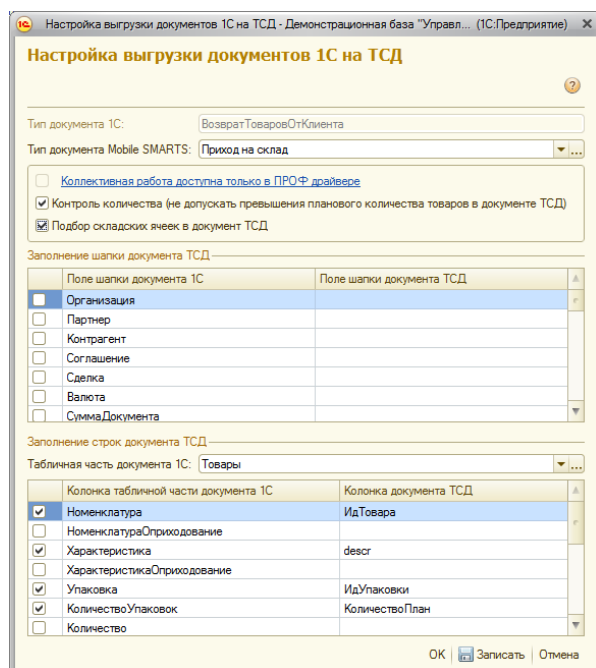 Настройка выгрузки документов 1С на ТСД - Демонстрационная база "Управл... (1С:Предприятие)
Настройка выгрузки документов 1С на ТСД
Тип документа 1С: ВозвратТоваровОтКлиента
Тип документа Mobile SMARTS: Приход на склад
Коллективная работа доступна только в ПРОФ драйвере
Контроль количества (не допускать превышения планового количества товаров в документе ТСД)
Подбор складских ячеек в документ ТСД
Заполнение шапки документа ТСД
Поле шапки документа 1С Поле шапки документа ТСД
Организация
Партнер
Контрагент
Соглашение
Сделка
Валюта
СуммаДокумента
Заполнение строк документа ТСД
Табличная часть документа 1С: Товары
Колонка табличной части документа 1С Колонка документа ТСД
Номенклатура ИдТовара
НоменклатураОприходование
Характеристика descr
ХарактеристикаОприходование
Упаковка ИдУпаковки
КоличествоУпаковок КоличествоПлан
Количество
OK Записать Отмена